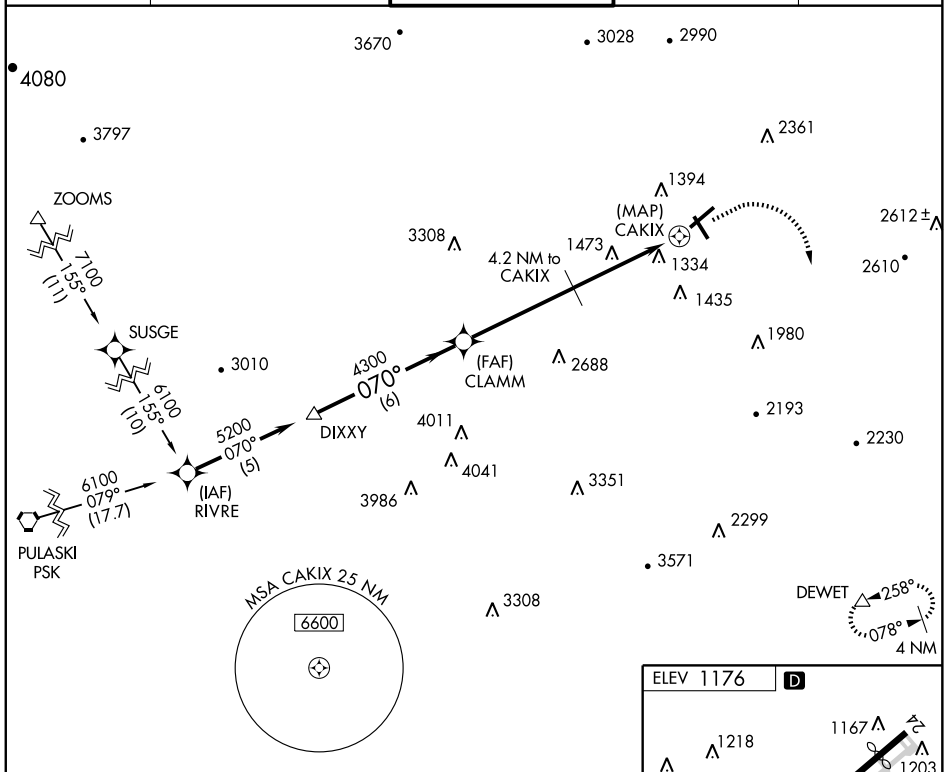 3670
3028
2990
4080
3797
2361
ZOOMS
1394
(MAP)
CAKIX
2612 ±
3308
1473
4.2 NM to
CAKIX
1334
2610
7100
155°
(11)
1435
SUSGE
1980
3010
4300
070°
(6)
(FAF)
CLAMM
2688
6100
155°
(10)
DIXXY
2193
5200
070°
(5)
4011
2230
4041
6100
079°
(17.7)
(IAF)
RIVRE
3986
3351
2299
PULASKI
PSK
3571
MSA CAKIX 25 NM
6600
3308
DEWET
258°
078°
4 NM
ELEV 1176
D
1167
24
1218
1203